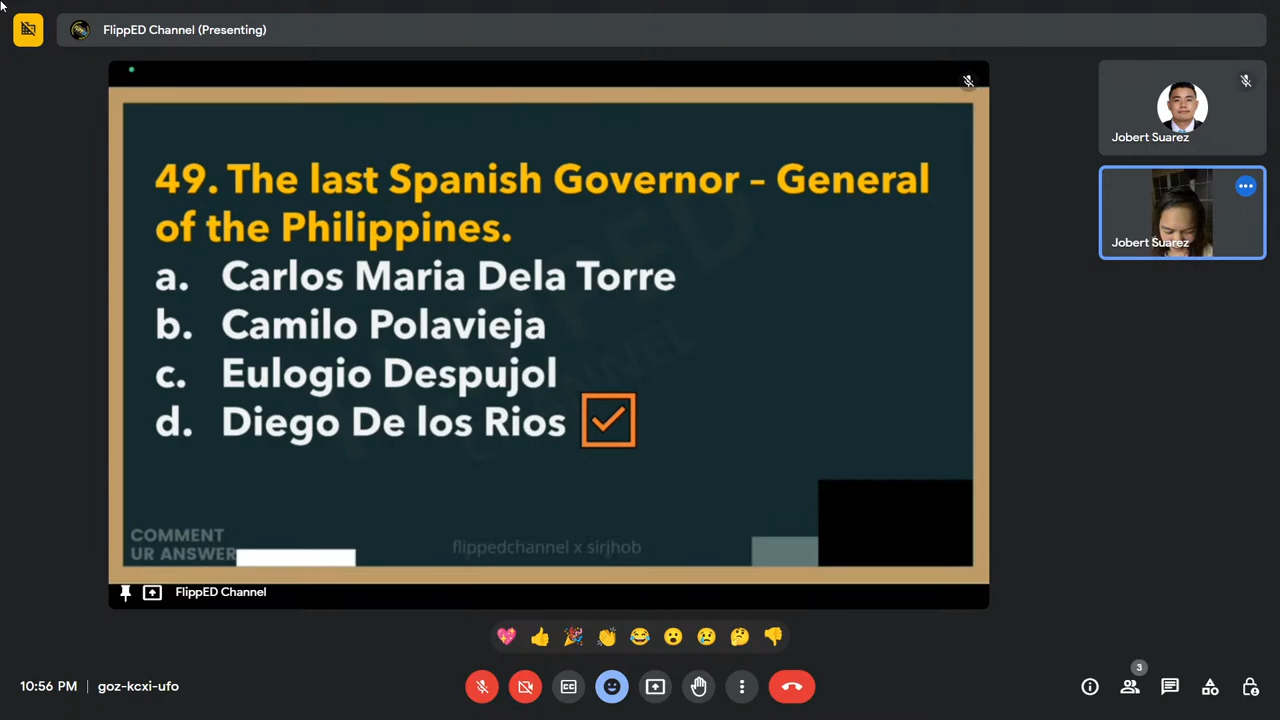 FlippED Channel (Presenting)
49. The last Spanish Governor – General
of the Philippines.
a. Carlos Maria Dela Torre
b. Camilo Polavieja
c. Eulogio Despujol
d. Diego De los Rios
COMMENT
UR ANSWER
flippedchannel x sirjhob
FlippED Channel
Jobert Suarez
Jobert Suarez
10:56 PM | goz-kcxi-ufo
3